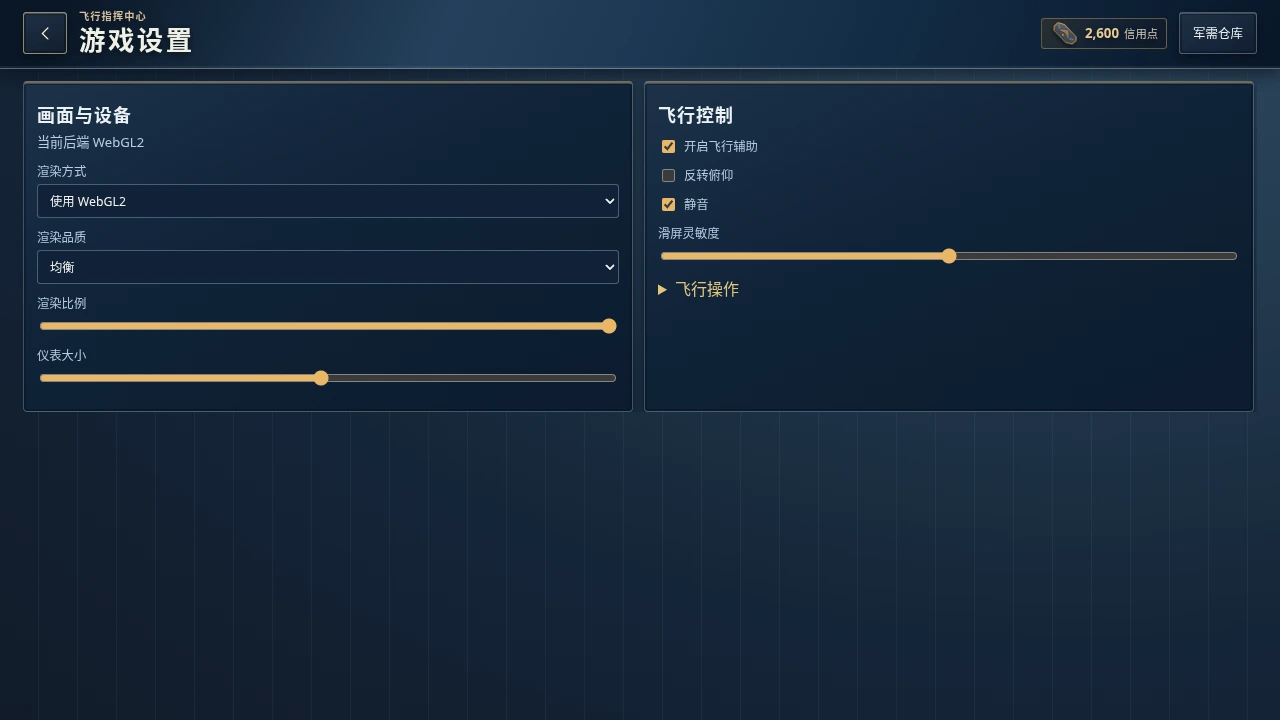 飞行指挥中心
游戏设置
2,600 信用点
军需仓库
画面与设备
当前后端 WebGL2
渲染方式
使用 WebGL2
渲染品质
均衡
渲染比例
仪表大小
飞行控制
开启飞行辅助
反转俯仰
静音
滑屏灵敏度
飞行操作